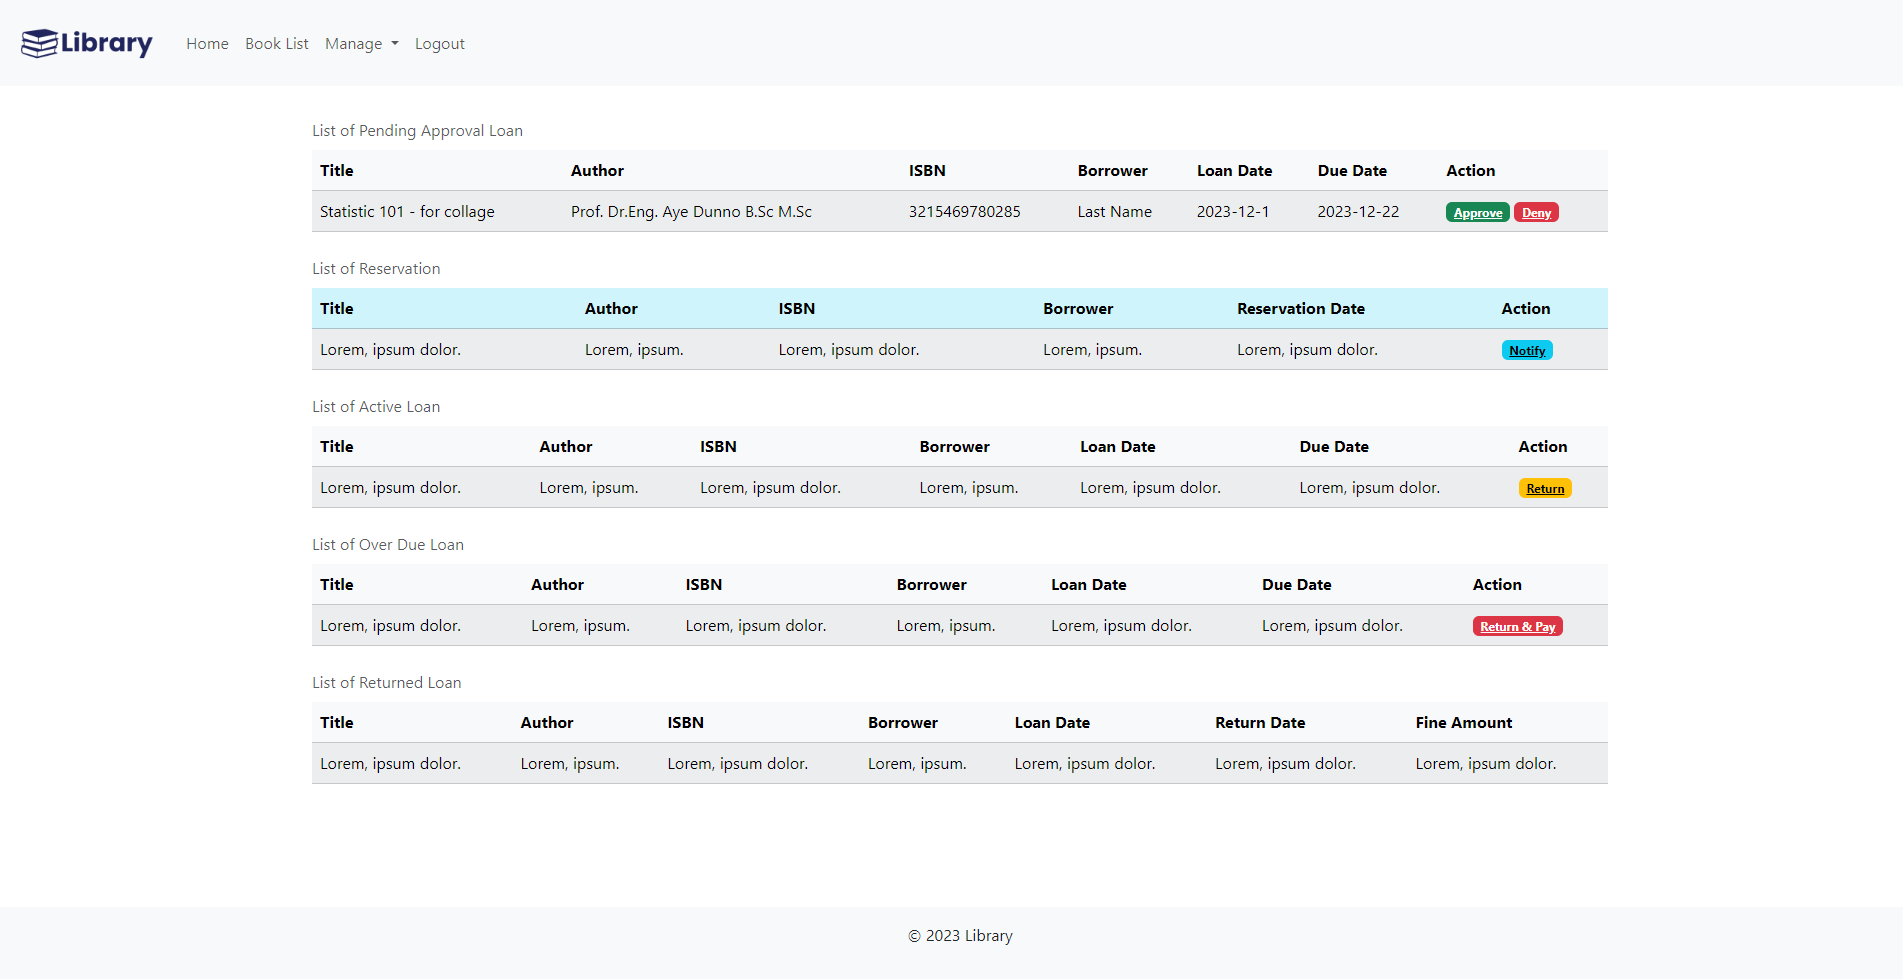 Library Home Book List Manage Logout
List of Pending Approval Loan
Title Author ISBN Borrower Loan Date Due Date Action
Statistic 101 - for collage Prof. Dr.Eng. Aye Dunno B.Sc M.Sc 3215469780285 Last Name 2023-12-1 2023-12-22 Approve Deny
List of Reservation
Title Author ISBN Borrower Reservation Date Action
Lorem, ipsum dolor. Lorem, ipsum. Lorem, ipsum dolor. Lorem, ipsum. Lorem, ipsum dolor. Notify
List of Active Loan
Title Author ISBN Borrower Loan Date Due Date Action
Lorem, ipsum dolor. Lorem, ipsum. Lorem, ipsum dolor. Lorem, ipsum. Lorem, ipsum dolor. Lorem, ipsum dolor. Return
List of Over Due Loan
Title Author ISBN Borrower Loan Date Due Date Action
Lorem, ipsum dolor. Lorem, ipsum. Lorem, ipsum dolor. Lorem, ipsum. Lorem, ipsum dolor. Lorem, ipsum dolor. Return & Pay
List of Returned Loan
Title Author ISBN Borrower Loan Date Return Date Fine Amount
Lorem, ipsum dolor. Lorem, ipsum. Lorem, ipsum dolor. Lorem, ipsum. Lorem, ipsum dolor. Lorem, ipsum dolor. Lorem, ipsum dolor.
© 2023 Library